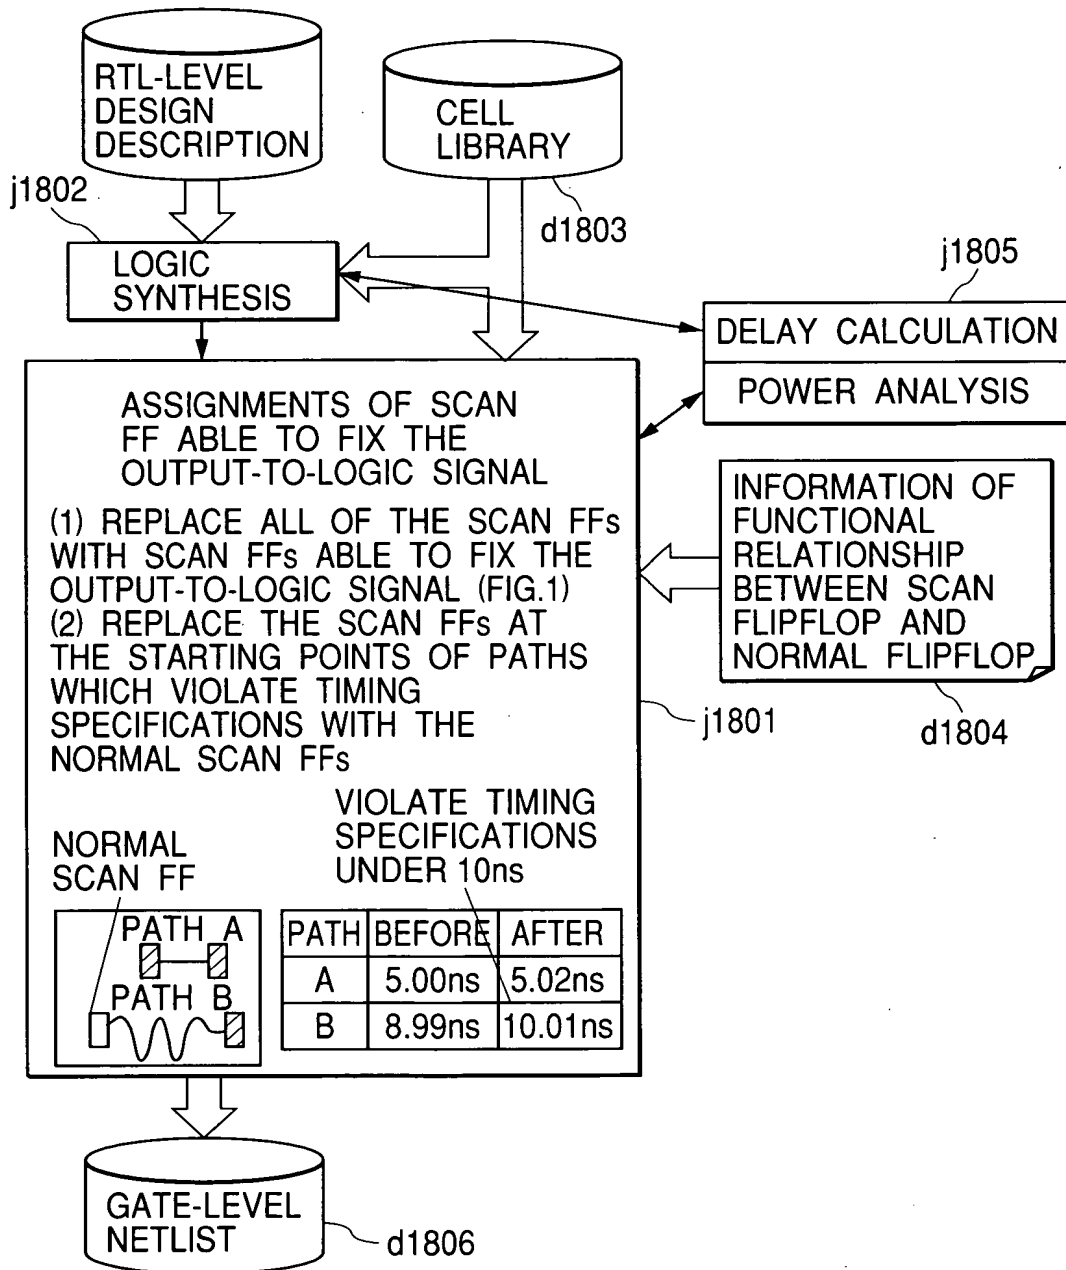 RTL-LEVEL
DESIGN
DESCRIPTION
CELL
LIBRARY
j1802
d1803
LOGIC
SYNTHESIS
j1805
DELAY CALCULATION
POWER ANALYSIS
ASSIGNMENTS OF SCAN
FF ABLE TO FIX THE
OUTPUT-TO-LOGIC SIGNAL
(1) REPLACE ALL OF THE SCAN FFs
WITH SCAN FFs ABLE TO FIX THE
OUTPUT-TO-LOGIC SIGNAL (FIG.1)
(2) REPLACE THE SCAN FFs AT
THE STARTING POINTS OF PATHS
WHICH VIOLATE TIMING
SPECIFICATIONS WITH THE
NORMAL SCAN FFs
INFORMATION OF
FUNCTIONAL
RELATIONSHIP
BETWEEN SCAN
FLIPFLOP AND
NORMAL FLIPFLOP
j1801
d1804
VIOLATE TIMING
SPECIFICATIONS
UNDER 10ns
NORMAL
SCAN FF
PATH A
PATH B
PATH BEFORE AFTER
A 5.00ns 5.02ns
B 8.99ns 10.01ns
GATE-LEVEL
NETLIST
d1806